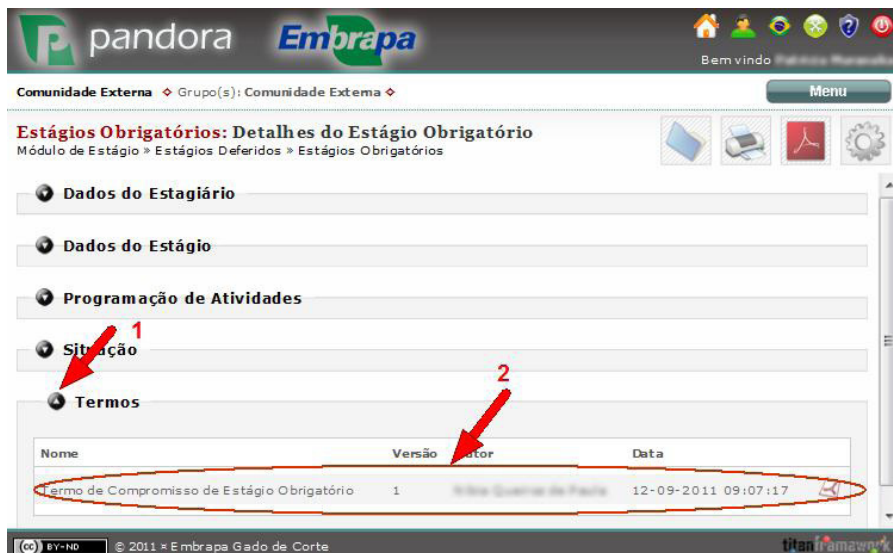 pandora Embrapa
Bem vindo
Comunidade Externa Grupo(s): Comunidade Externa
Menu
Estágios Obrigatórios: Detalhes do Estágio Obrigatório
Módulo de Estágio » Estágios Deferidos » Estágios Obrigatórios
Dados do Estagiário
Dados do Estágio
Programação de Atividades
1
Situação
2
Termos
Nome Versão Autor Data
Termo de Compromisso de Estágio Obrigatório 1 12-09-2011 09:07:17
(cc) BY-ND © 2011 × Embrapa Gado de Corte titanframework